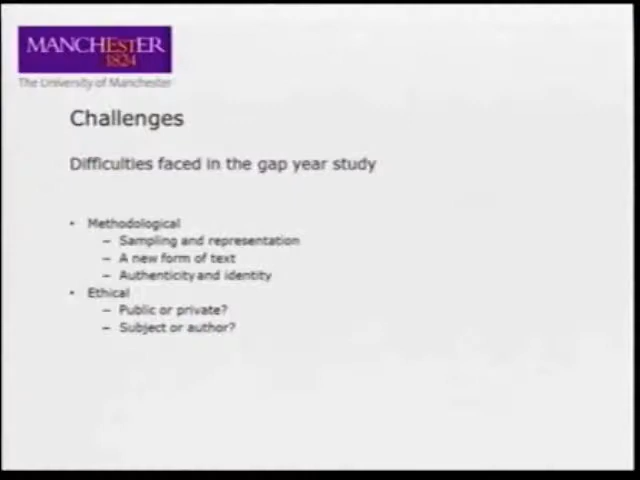 MANCHESTER
1824
The University of Manchester
Challenges
Difficulties faced in the gap year study
• Methodological
– Sampling and representation
– A new form of text
– Authenticity and identity
• Ethical
– Public or private?
– Subject or author?